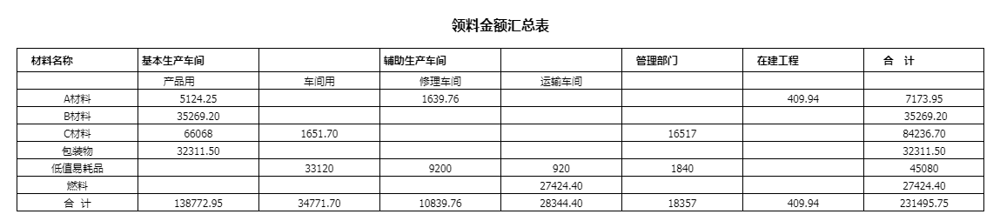 领料金额汇总表
材料名称 基本生产车间 辅助生产车间 管理部门 在建工程 合 计
产品用 车间用 修理车间 运输车间
A材料 5124.25 1639.76 409.94 7173.95
B材料 35269.20 35269.20
C材料 66068 1651.70 16517 84236.70
包装物 32311.50 32311.50
低值易耗品 33120 9200 920 1840 45080
燃料 27424.40 27424.40
合 计 138772.95 34771.70 10839.76 28344.40 18357 409.94 231495.75